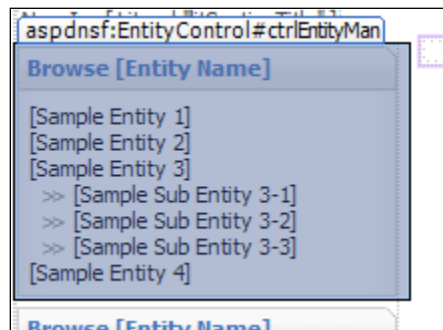 aspdnsf:EntityControl#ctrlEntityMan
Browse [Entity Name]
[Sample Entity 1]
[Sample Entity 2]
[Sample Entity 3]
>> [Sample Sub Entity 3-1]
>> [Sample Sub Entity 3-2]
>> [Sample Sub Entity 3-3]
[Sample Entity 4]
Browse [Entity Name]